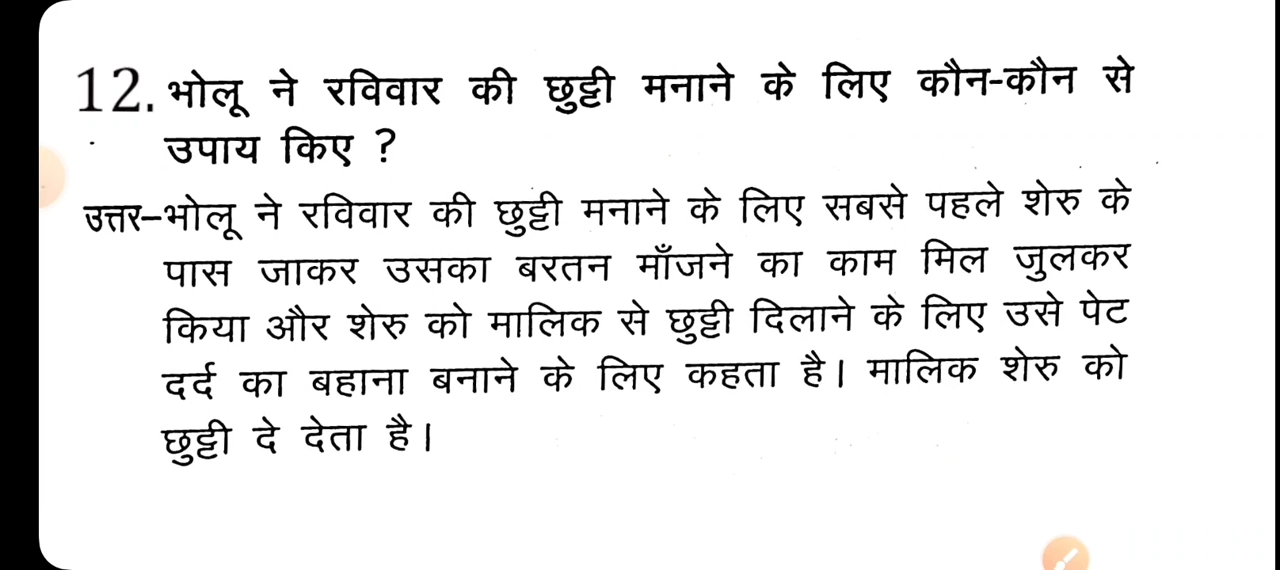 12. भोलू ने रविवार की छुट्टी मनाने के लिए कौन-कौन से
उपाय किए ?
उत्तर–भोलू ने रविवार की छुट्टी मनाने के लिए सबसे पहले शेरु के
पास जाकर उसका बरतन माँजने का काम मिल जुलकर
किया और शेरु को मालिक से छुट्टी दिलाने के लिए उसे पेट
दर्द का बहाना बनाने के लिए कहता है। मालिक शेरु को
छुट्टी दे देता है।